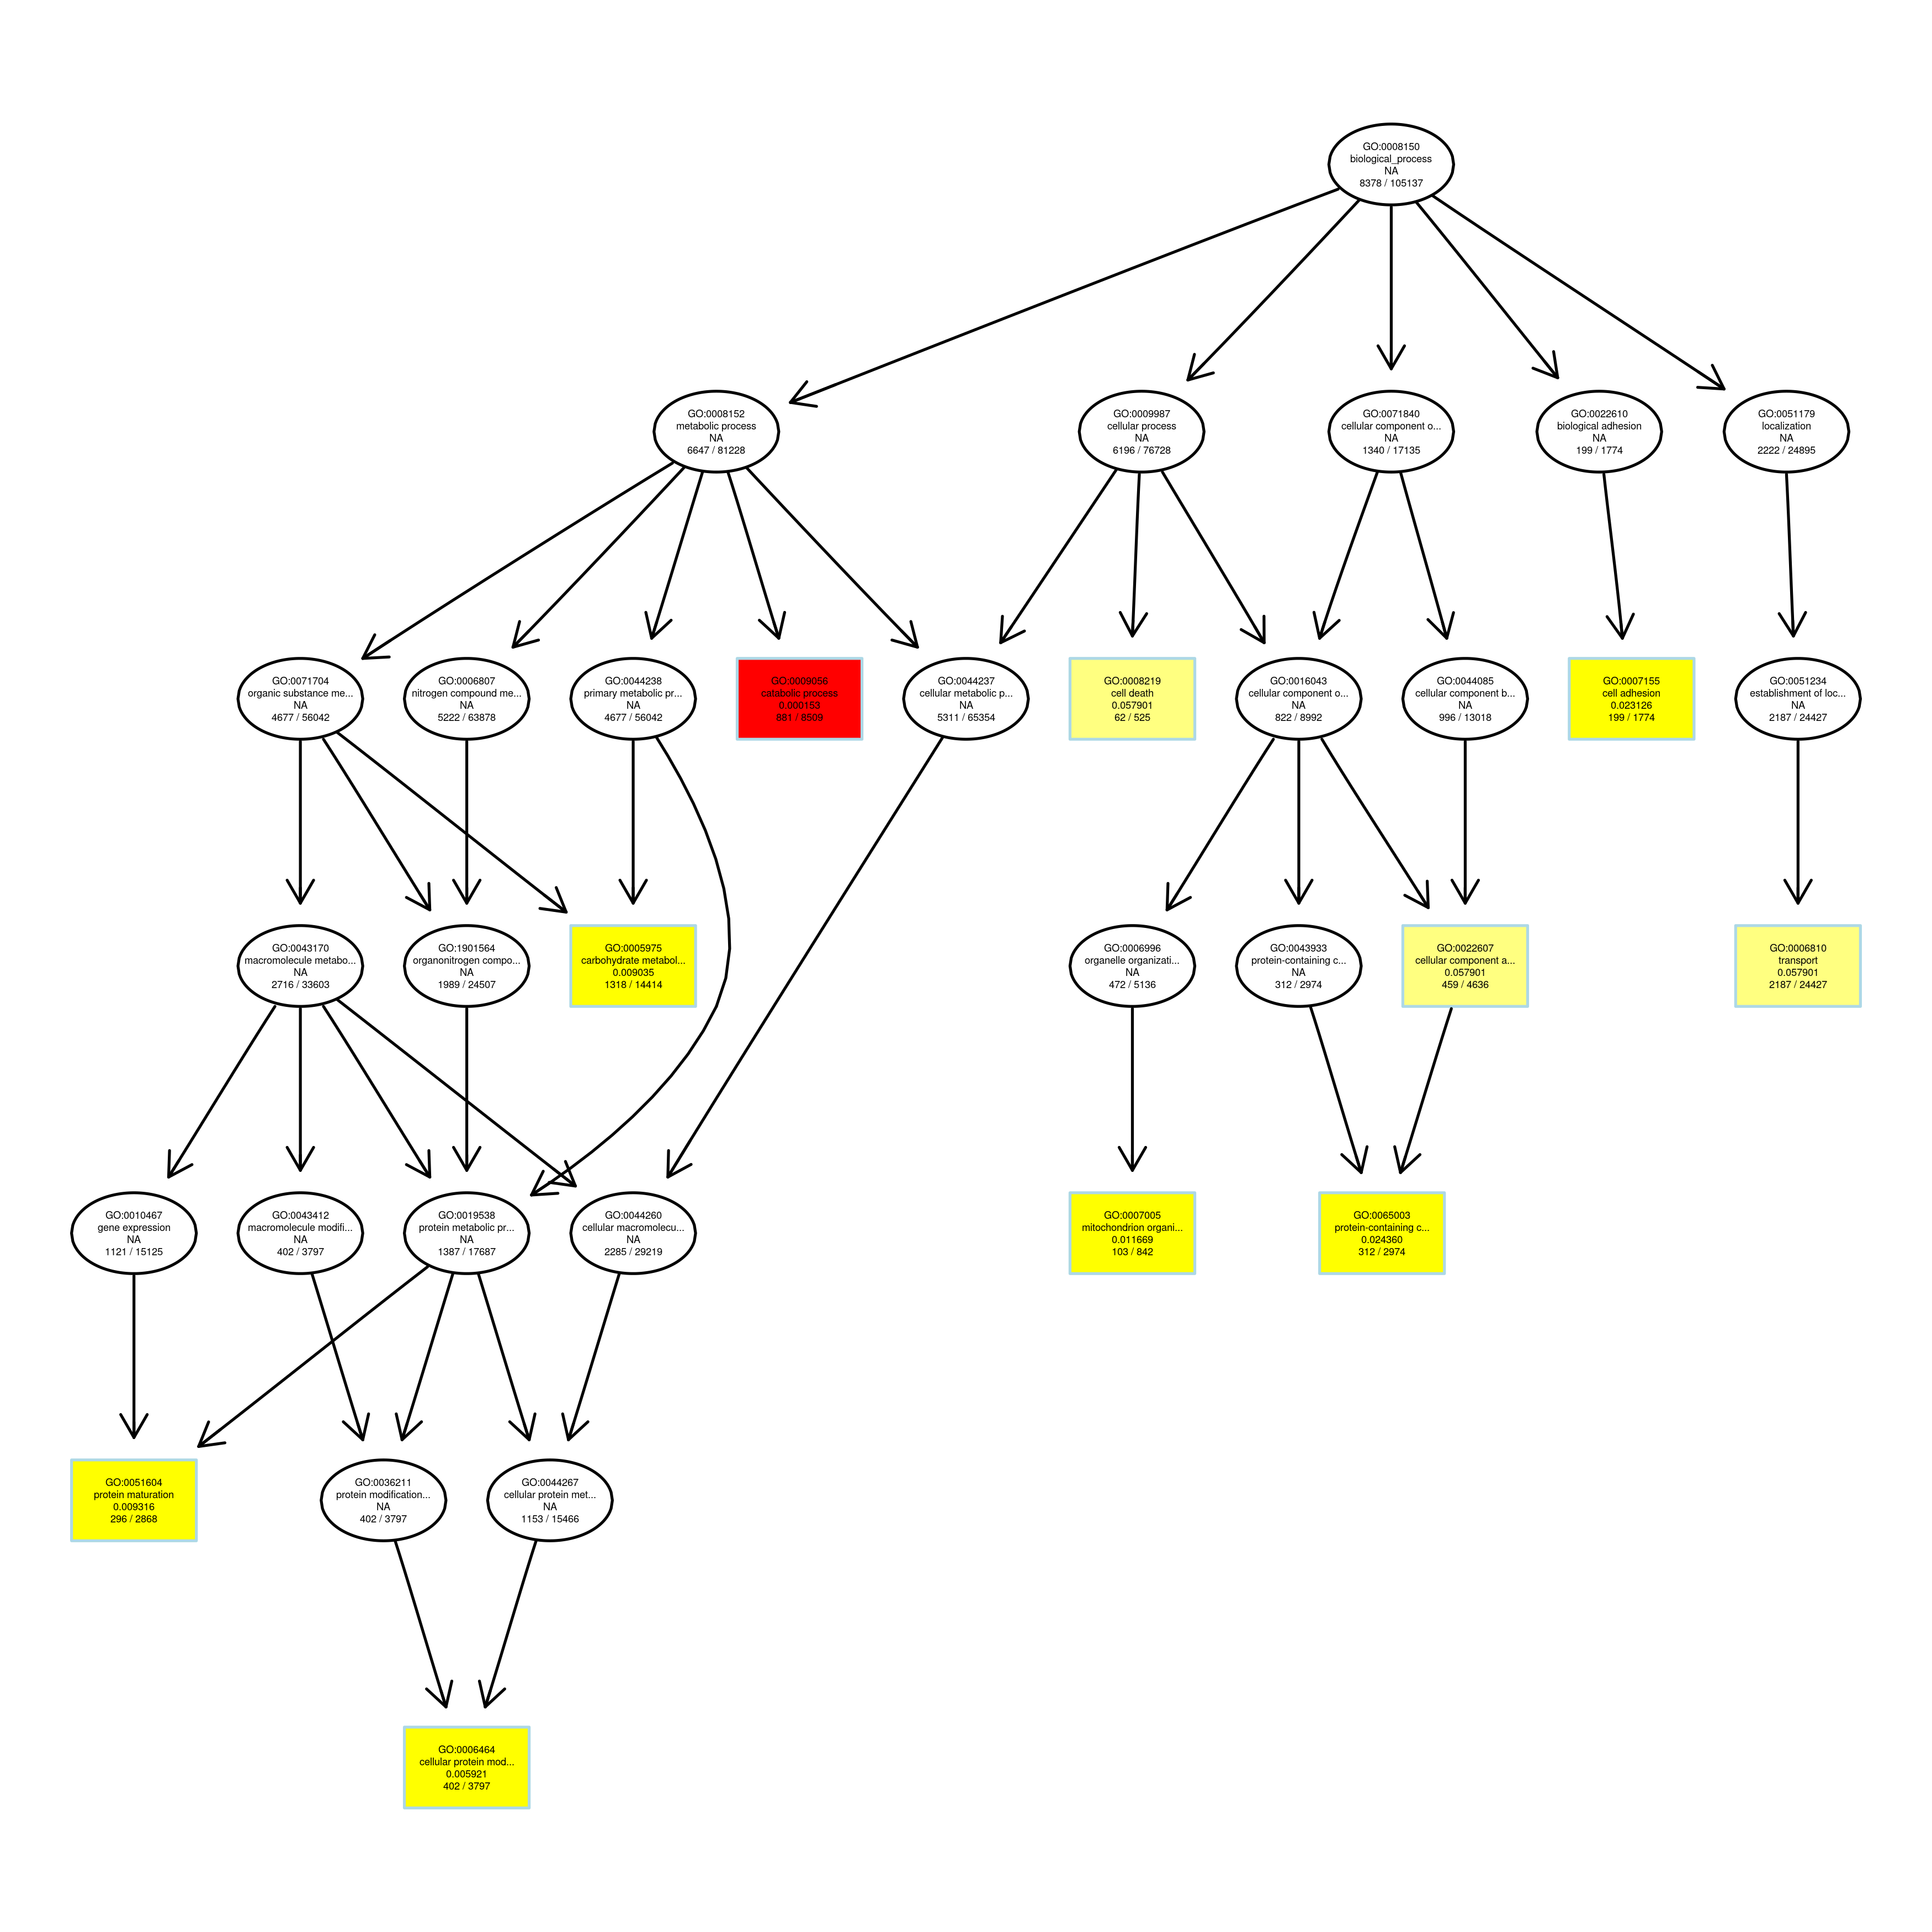 GO:0008150
biological_process
NA
8378 / 105137
GO:0008152
metabolic process
NA
6647 / 81228
GO:0009987
cellular process
NA
6196 / 76728
GO:0071840
cellular component o...
NA
1340 / 17135
GO:0022610
biological adhesion
NA
199 / 1774
GO:0051179
localization
NA
2222 / 24895
GO:0071704
organic substance me...
NA
4677 / 56042
GO:0006807
nitrogen compound me...
NA
5222 / 63878
GO:0044238
primary metabolic pr...
NA
4677 / 56042
GO:0009056
catabolic process
0.000153
881 / 8509
GO:0044237
cellular metabolic p...
NA
5311 / 65354
GO:0008219
cell death
0.057901
62 / 525
GO:0016043
cellular component o...
NA
822 / 8992
GO:0044085
cellular component b...
NA
996 / 13018
GO:0007155
cell adhesion
0.023126
199 / 1774
GO:0051234
establishment of loc...
NA
2187 / 24427
GO:0043170
macromolecule metabo...
NA
2716 / 33603
GO:1901564
organonitrogen compo...
NA
1989 / 24507
GO:0005975
carbohydrate metabol...
0.009035
1318 / 14414
GO:0006996
organelle organizati...
NA
472 / 5136
GO:0043933
protein-containing c...
NA
312 / 2974
GO:0022607
cellular component a...
0.057901
459 / 4636
GO:0006810
transport
0.057901
2187 / 24427
GO:0010467
gene expression
NA
1121 / 15125
GO:0043412
macromolecule modifi...
NA
402 / 3797
GO:0019538
protein metabolic pr...
NA
1387 / 17687
GO:0044260
cellular macromolecu...
NA
2285 / 29219
GO:0007005
mitochondrion organi...
0.011669
103 / 842
GO:0065003
protein-containing c...
0.024360
312 / 2974
GO:0051604
protein maturation
0.009316
296 / 2868
GO:0036211
protein modification...
NA
402 / 3797
GO:0044267
cellular protein met...
NA
1153 / 15466
GO:0006464
cellular protein mod...
0.005921
402 / 3797